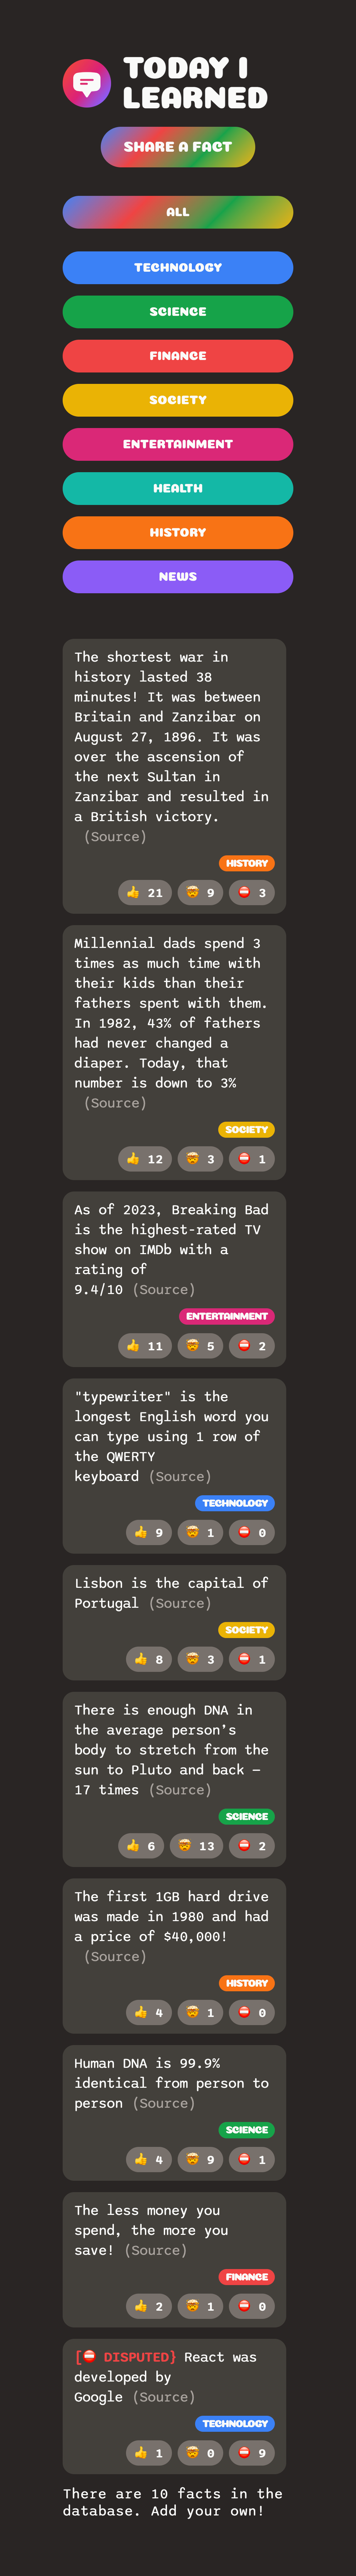 TODAY I
LEARNED
SHARE A FACT
ALL
TECHNOLOGY
SCIENCE
FINANCE
SOCIETY
ENTERTAINMENT
HEALTH
HISTORY
NEWS
The shortest war in
history lasted 38
minutes! It was between
Britain and Zanzibar on
August 27, 1896. It was
over the ascension of
the next Sultan in
Zanzibar and resulted in
a British victory.
(Source)
HISTORY
👍 21 🤯 9 ⛔ 3
Millennial dads spend 3
times as much time with
their kids than their
fathers spent with them.
In 1982, 43% of fathers
had never changed a
diaper. Today, that
number is down to 3%
(Source)
SOCIETY
👍 12 🤯 3 ⛔ 1
As of 2023, Breaking Bad
is the highest-rated TV
show on IMDb with a
rating of
9.4/10 (Source)
ENTERTAINMENT
👍 11 🤯 5 ⛔ 2
"typewriter" is the
longest English word you
can type using 1 row of
the QWERTY
keyboard (Source)
TECHNOLOGY
👍 9 🤯 1 ⛔ 0
Lisbon is the capital of
Portugal (Source)
SOCIETY
👍 8 🤯 3 ⛔ 1
There is enough DNA in
the average person’s
body to stretch from the
sun to Pluto and back —
17 times (Source)
SCIENCE
👍 6 🤯 13 ⛔ 2
The first 1GB hard drive
was made in 1980 and had
a price of $40,000!
(Source)
HISTORY
👍 4 🤯 1 ⛔ 0
Human DNA is 99.9%
identical from person to
person (Source)
SCIENCE
👍 4 🤯 9 ⛔ 1
The less money you
spend, the more you
save! (Source)
FINANCE
👍 2 🤯 1 ⛔ 0
[⛔ DISPUTED} React was
developed by
Google (Source)
TECHNOLOGY
👍 1 🤯 0 ⛔ 9
There are 10 facts in the
database. Add your own!